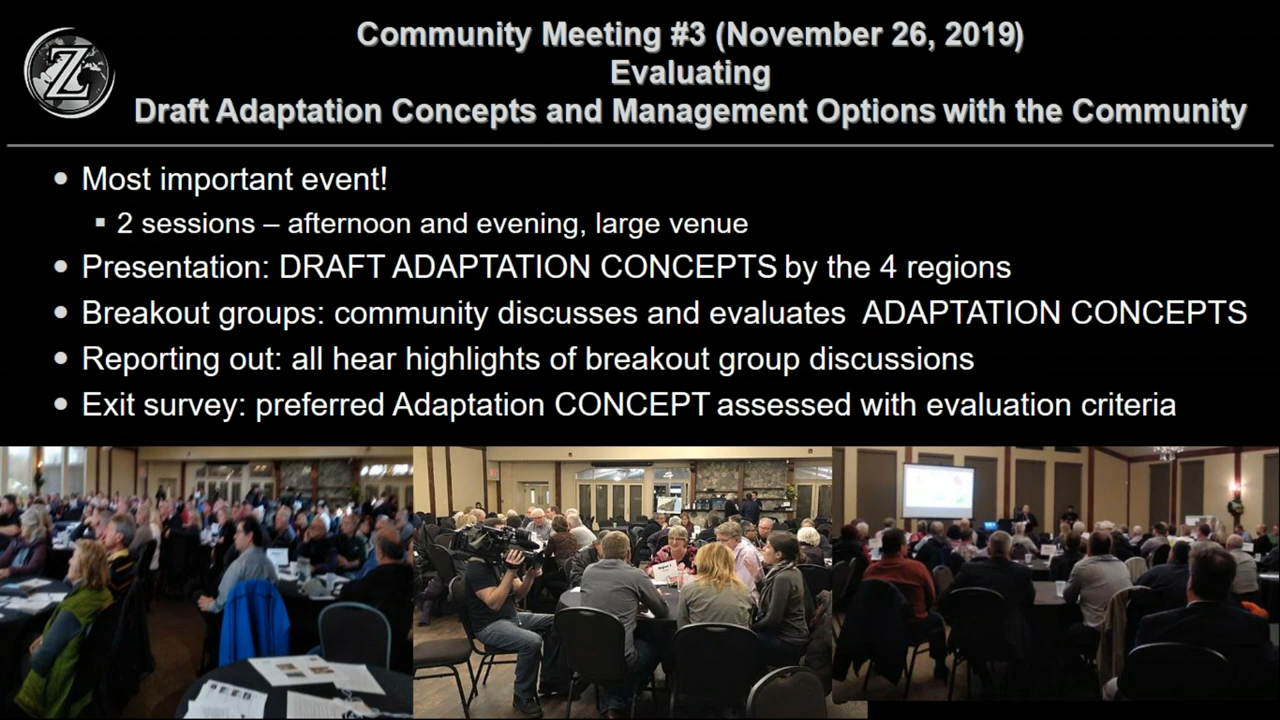 Z
Community Meeting #3 (November 26, 2019)
Evaluating
Draft Adaptation Concepts and Management Options with the Community
• Most important event!
▪ 2 sessions – afternoon and evening, large venue
• Presentation: DRAFT ADAPTATION CONCEPTS by the 4 regions
• Breakout groups: community discusses and evaluates ADAPTATION CONCEPTS
• Reporting out: all hear highlights of breakout group discussions
• Exit survey: preferred Adaptation CONCEPT assessed with evaluation criteria